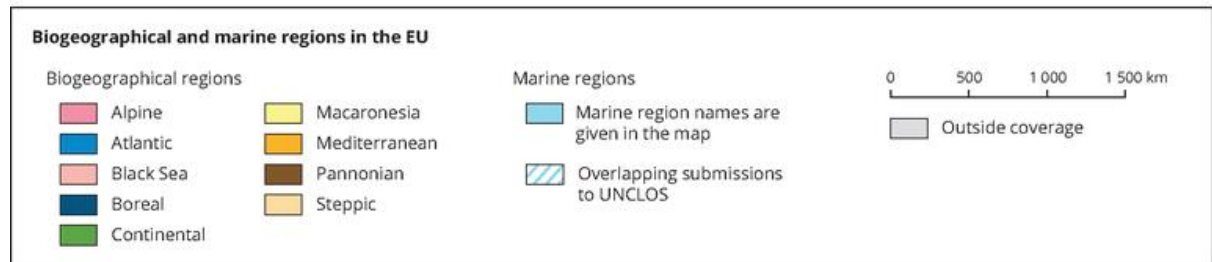 Biogeographical and marine regions in the EU
Biogeographical regions
Alpine
Atlantic
Black Sea
Boreal
Continental
Macaronesia
Mediterranean
Pannonian
Steppic
Marine regions
Marine region names are
given in the map
Overlapping submissions
to UNCLOS
0 500 1 000 1 500 km
Outside coverage